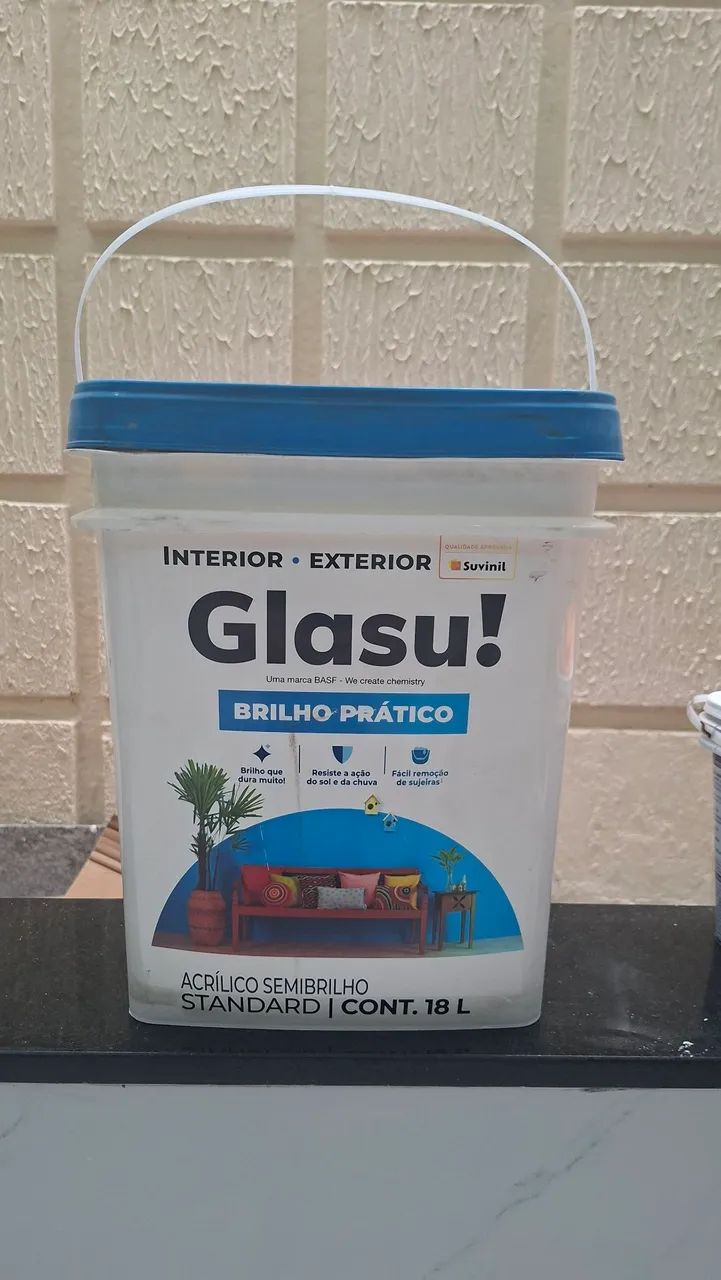 INTERIOR • EXTERIOR
QUALIDADE APROVADA
Suvinil
Glasu!
Uma marca BASF - We create chemistry
BRILHO PRÁTICO
Brilho que
dura muito!
Resiste a ação
do sol e da chuva
Fácil remoção
de sujeiras
ACRÍLICO SEMIBRILHO
STANDARD | CONT. 18 L